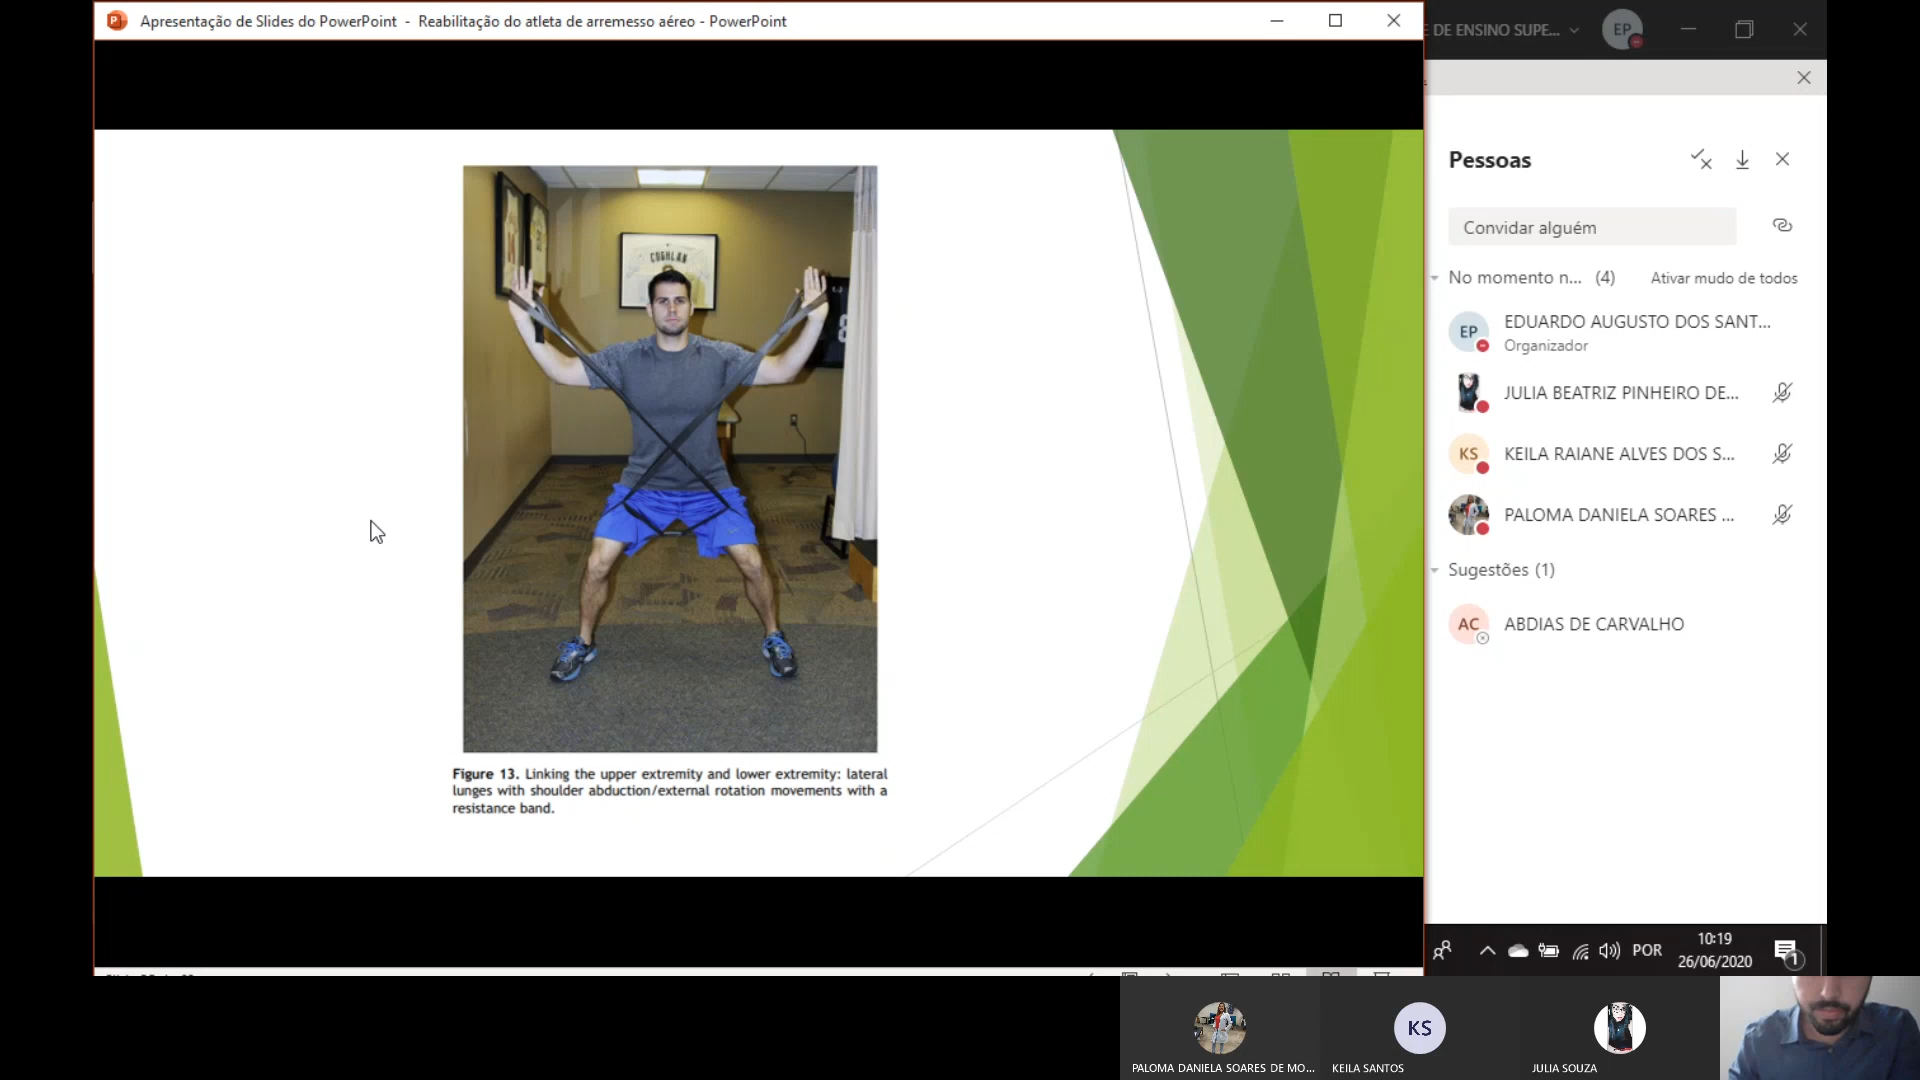 Apresentação de Slides do PowerPoint - Reabilitação do atleta de arremesso aéreo - PowerPoint
DE ENSINO SUPE...
EP
Pessoas
Convidar alguém
No momento n... (4)
Ativar mudo de todos
EP
EDUARDO AUGUSTO DOS SANT...
Organizador
JULIA BEATRIZ PINHEIRO DE...
KS
KEILA RAIANE ALVES DOS S...
PALOMA DANIELA SOARES ...
Sugestões (1)
AC
ABDIAS DE CARVALHO
COGHLAN
Figure 13. Linking the upper extremity and lower extremity: lateral
lunges with shoulder abduction/external rotation movements with a
resistance band.
POR
10:19
26/06/2020
1
KS
PALOMA DANIELA SOARES DE MO...
KEILA SANTOS
JULIA SOUZA